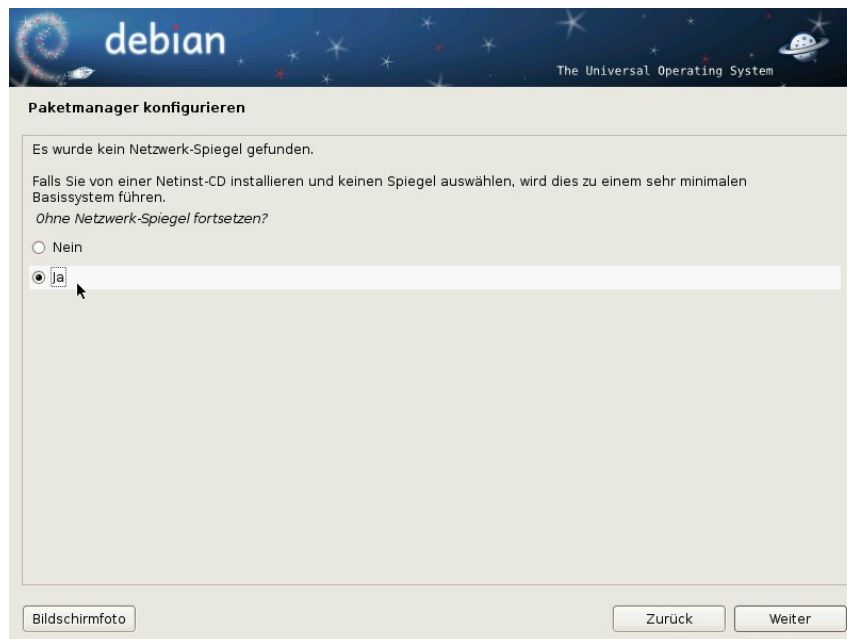 debian
The Universal Operating System
Paketmanager konfigurieren
Es wurde kein Netzwerk-Spiegel gefunden.
Falls Sie von einer Netinst-CD installieren und keinen Spiegel auswählen, wird dies zu einem sehr minimalen
Basissystem führen.
Ohne Netzwerk-Spiegel fortsetzen?
Nein
Ja
Bildschirmfoto
Zurück
Weiter